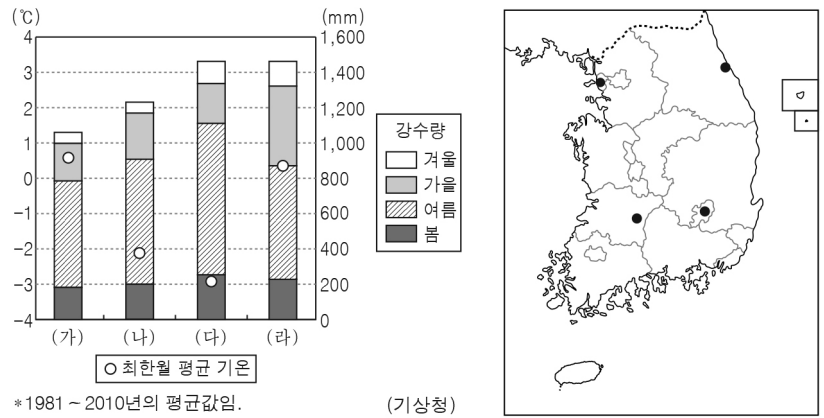 (℃) (mm)
4 1,600
3 1,400
2 1,200
1 1,000
0 800
-1 600
-2 400
-3 200
-4 0
(가) (나) (다) (라)
강수량
겨울
가을
여름
봄
최한월 평균 기온
*1981 ~ 2010년의 평균값임. (기상청)